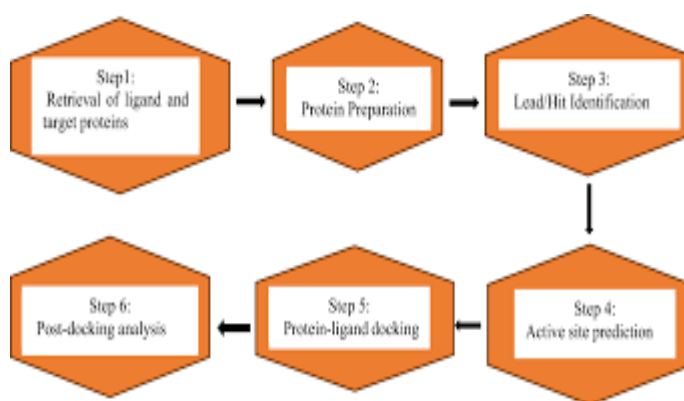 Step1:
Retrieval of ligand and
target proteins
Step 2:
Protein Preparation
Step 3:
Lead/Hit Identification
Step 4:
Active site prediction
Step 5:
Protein-ligand docking
Step 6:
Post-docking analysis